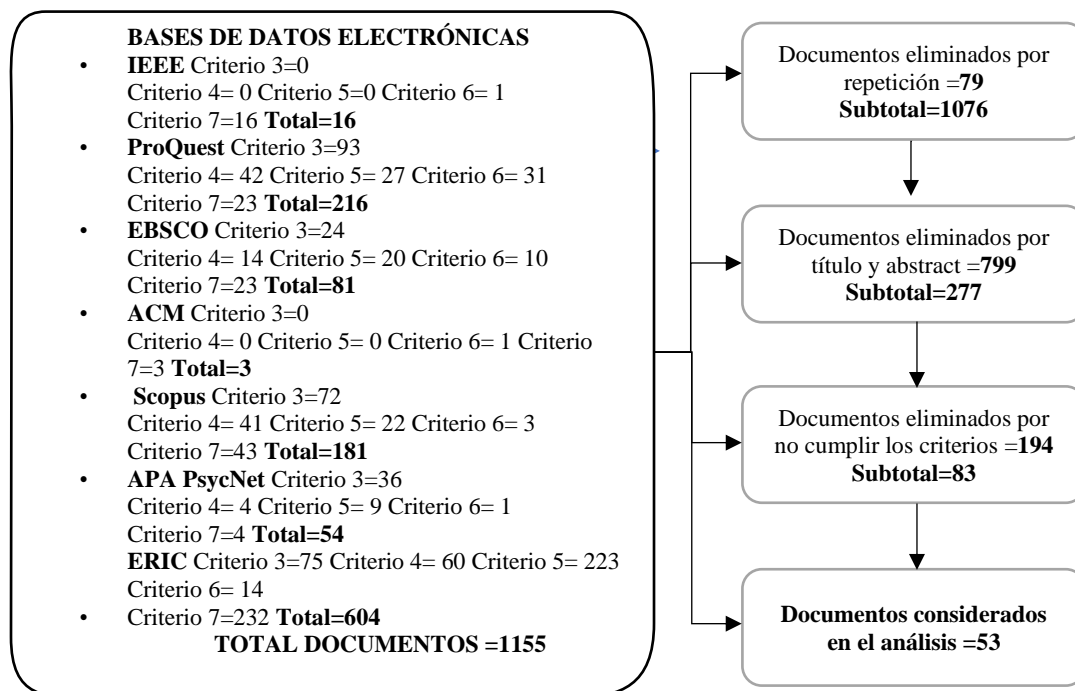 BASES DE DATOS ELECTRÓNICAS
• IEEE Criterio 3=0
Criterio 4= 0 Criterio 5=0 Criterio 6= 1
Criterio 7=16 Total=16
• ProQuest Criterio 3=93
Criterio 4= 42 Criterio 5= 27 Criterio 6= 31
Criterio 7=23 Total=216
• EBSCO Criterio 3=24
Criterio 4= 14 Criterio 5= 20 Criterio 6= 10
Criterio 7=23 Total=81
• ACM Criterio 3=0
Criterio 4= 0 Criterio 5= 0 Criterio 6= 1 Criterio
7=3 Total=3
• Scopus Criterio 3=72
Criterio 4= 41 Criterio 5= 22 Criterio 6= 3
Criterio 7=43 Total=181
• APA PsycNet Criterio 3=36
Criterio 4= 4 Criterio 5= 9 Criterio 6= 1
Criterio 7=4 Total=54
ERIC Criterio 3=75 Criterio 4= 60 Criterio 5= 223
Criterio 6= 14
• Criterio 7=232 Total=604
TOTAL DOCUMENTOS =1155
Documentos eliminados por
repetición =79
Subtotal=1076
Documentos eliminados por
título y abstract =799
Subtotal=277
Documentos eliminados por
no cumplir los criterios =194
Subtotal=83
Documentos considerados
en el análisis =53